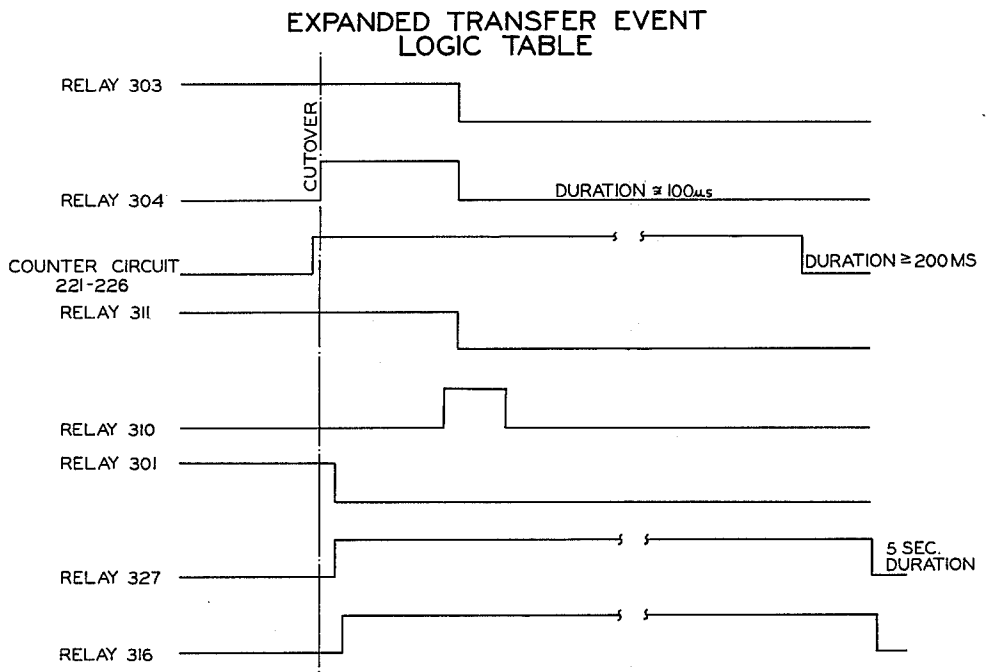 EXPANDED TRANSFER EVENT
LOGIC TABLE
RELAY 303
CUTOVER
RELAY 304
DURATION ≅ 100μs
COUNTER CIRCUIT
221-226
DURATION ≥ 200 MS
RELAY 311
RELAY 310
RELAY 301
RELAY 327
5 SEC.
DURATION
RELAY 316